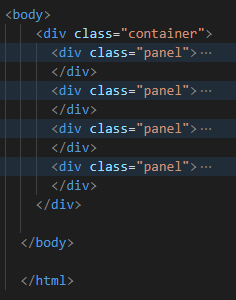 <body>
<div class="container">
<div class="panel">···
</div>
<div class="panel">···
</div>
<div class="panel">···
</div>
<div class="panel">···
</div>
</div>
</body>
</html>